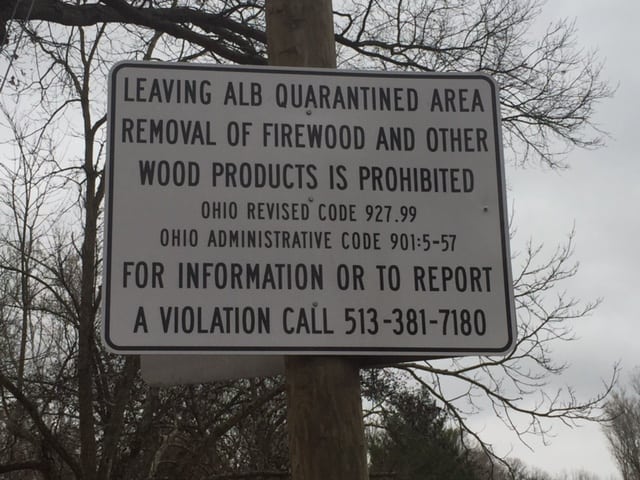 LEAVING ALB QUARANTINED AREA
REMOVAL OF FIREWOOD AND OTHER
WOOD PRODUCTS IS PROHIBITED
OHIO REVISED CODE 927.99
OHIO ADMINISTRATIVE CODE 901:5-57
FOR INFORMATION OR TO REPORT
A VIOLATION CALL 513-381-7180